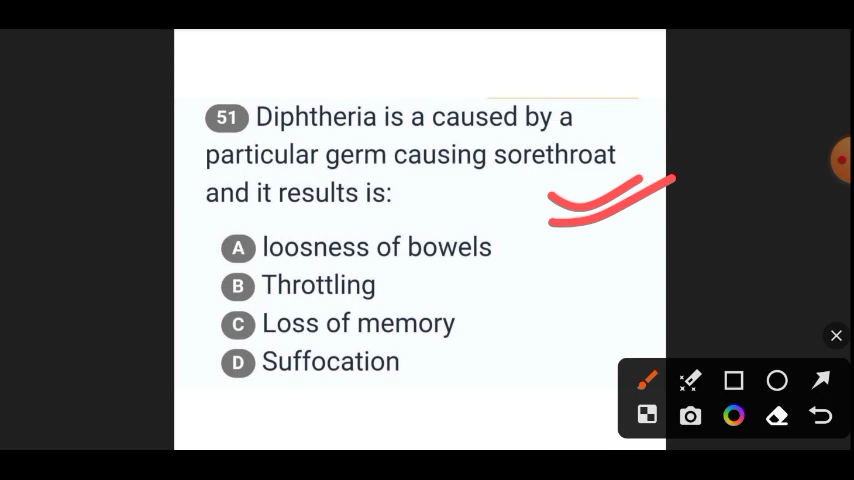 51 Diphtheria is a caused by a
particular germ causing sorethroat
and it results is:
A loosness of bowels
B Throttling
C Loss of memory
D Suffocation